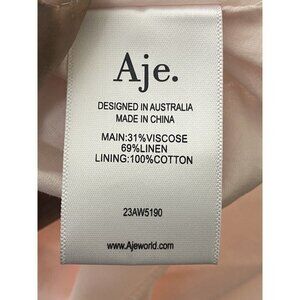 Aje.
DESIGNED IN AUSTRALIA
MADE IN CHINA
MAIN:31%VISCOSE
69%LINEN
LINING:100%COTTON
23AW5190
www.Ajeworld.com